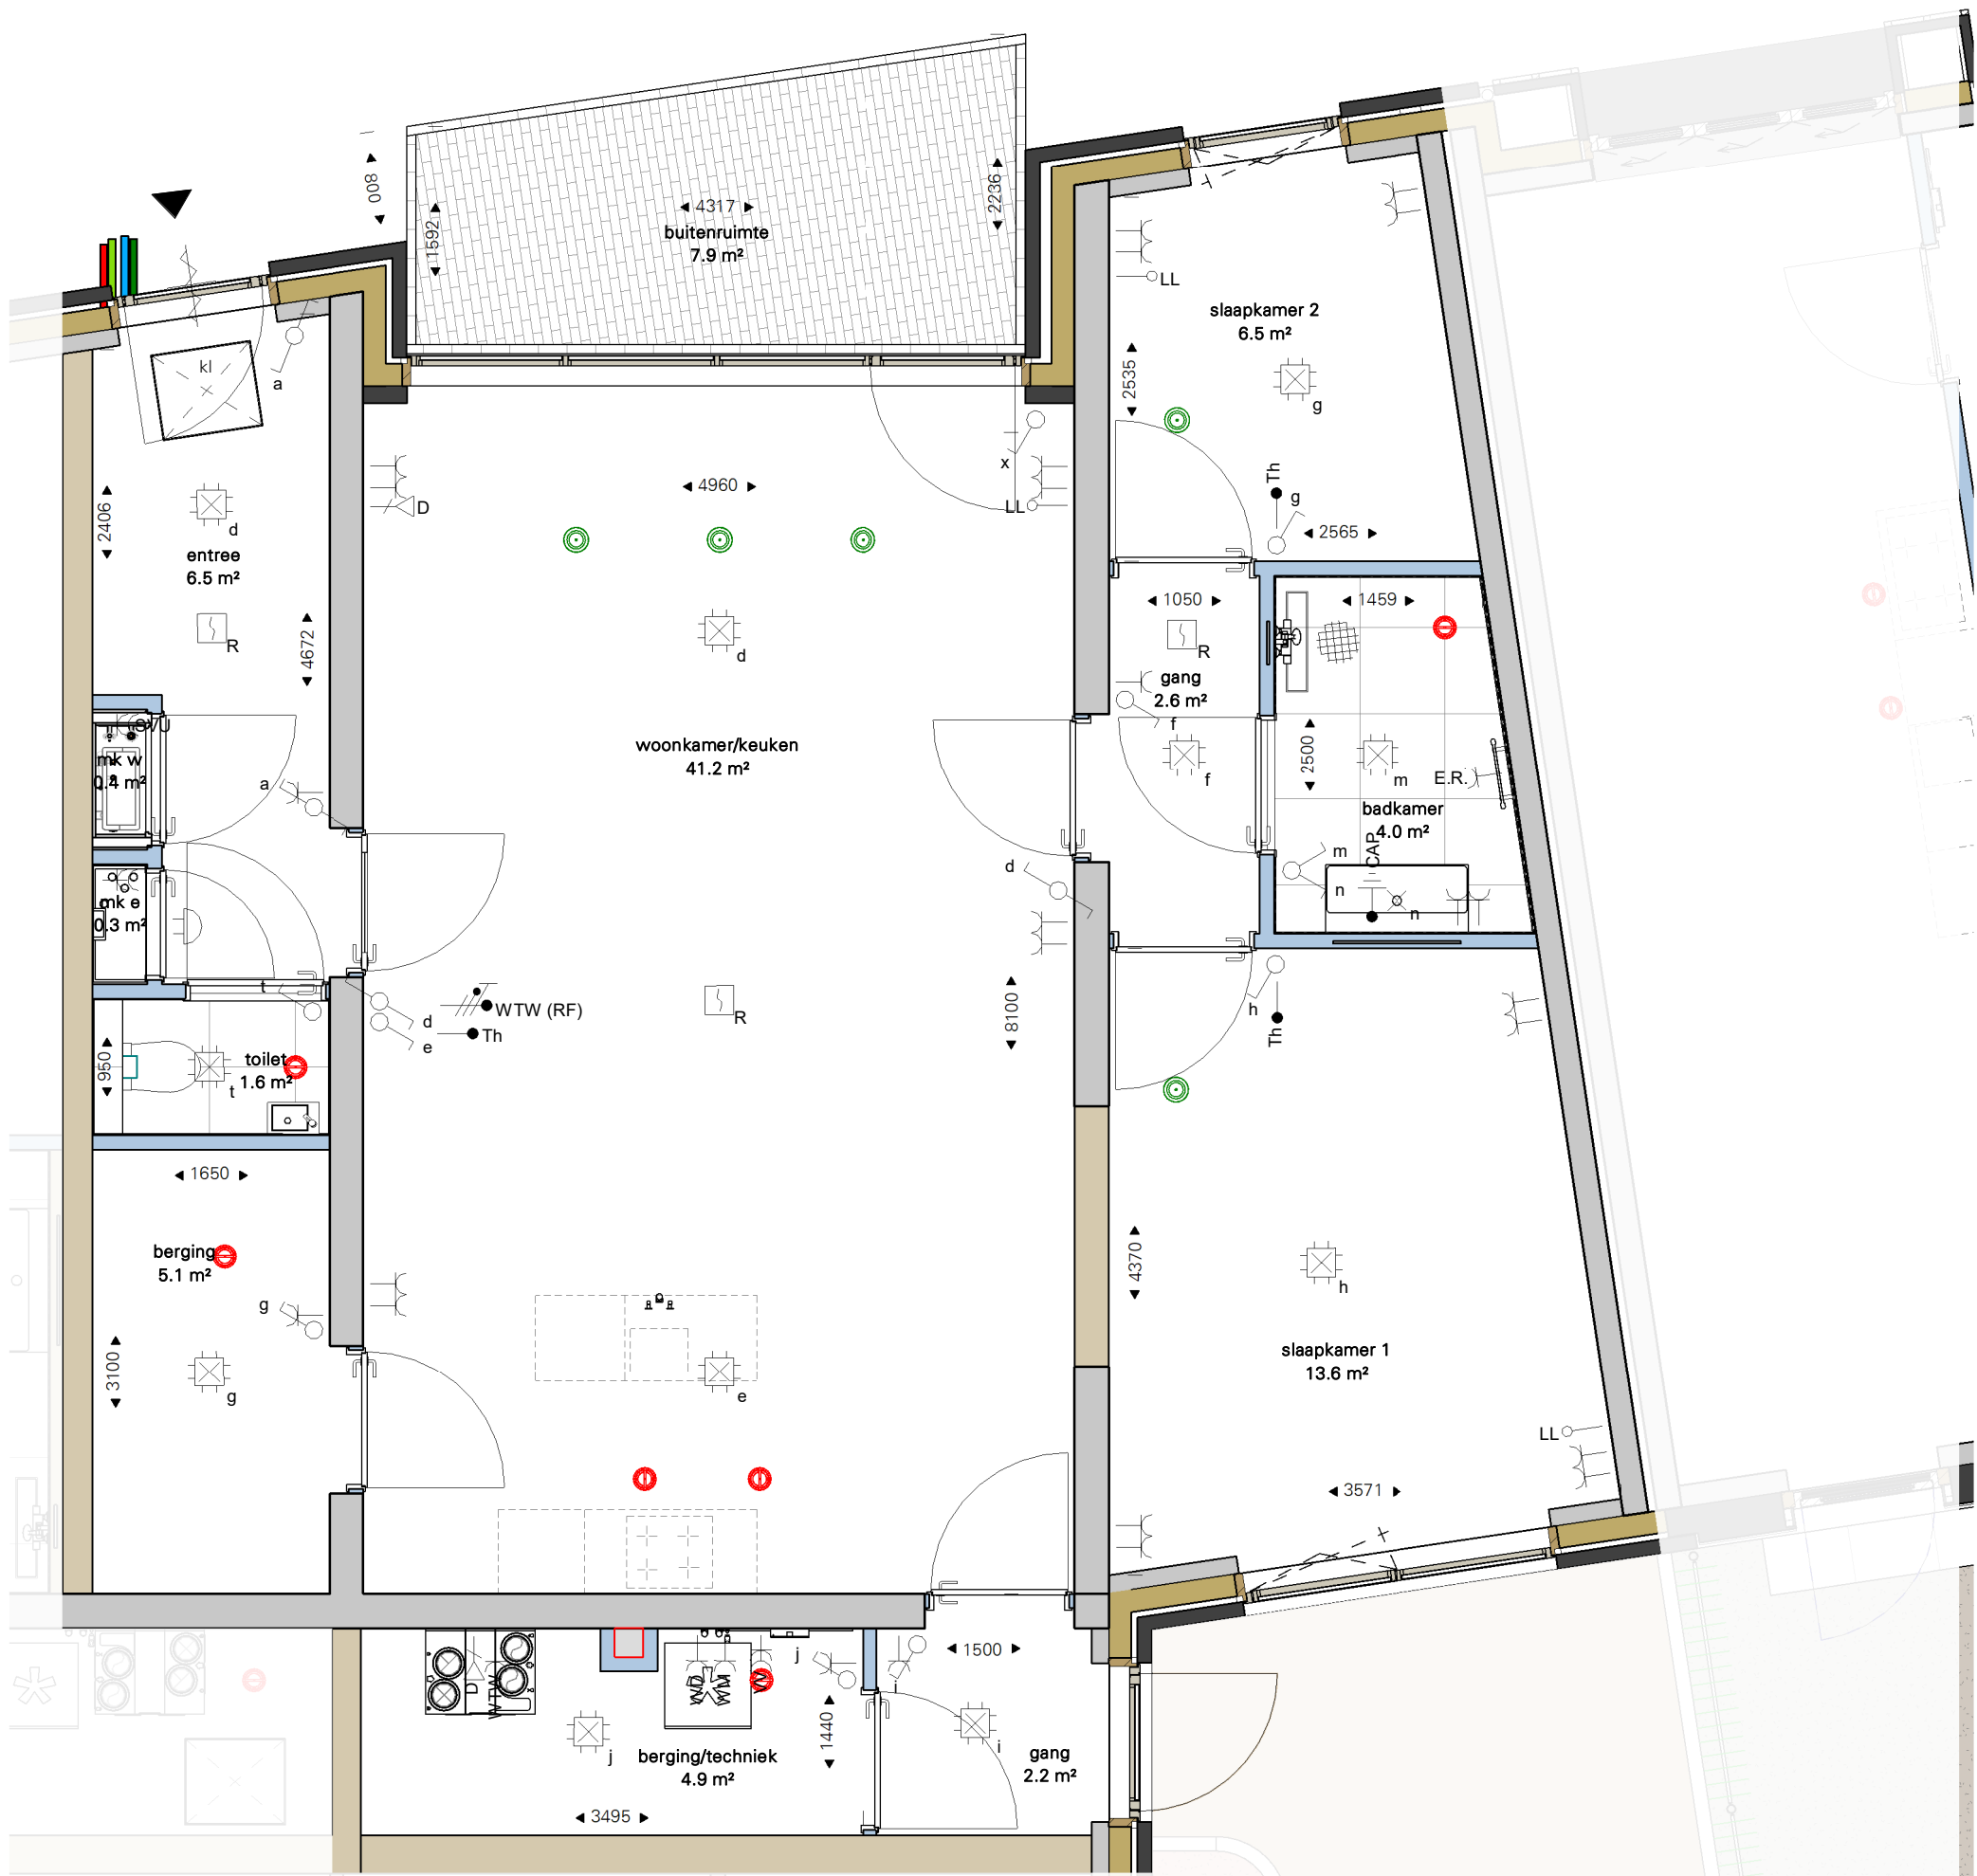 800
4317
buitenruimte
7.9 m²
1592
2236
LL
slaapkamer 2
6.5 m²
kl
a
g
2535
x
4960
D
LL
Th
g
2565
2406
d
entree
6.5 m²
R
4672
d
1050
1459
R
gang
2.6 m²
f
f
woonkamer/keuken
41.2 m²
2500
m
E.R.
badkamer
4.0 m²
CAP
m
n
n
mk w
0.4 m²
a
mk e
0.3 m²
d
t
WTW (RF)
d
e
Th
R
8100
h
Th
950
toilet
1.6 m²
t
1650
berging
5.1 m²
g
3100
g
4370
h
e
slaapkamer 1
13.6 m²
LL
3571
j
i
1500
D
WTW
WM
j
1440
i
berging/techniek
4.9 m²
gang
2.2 m²
3495